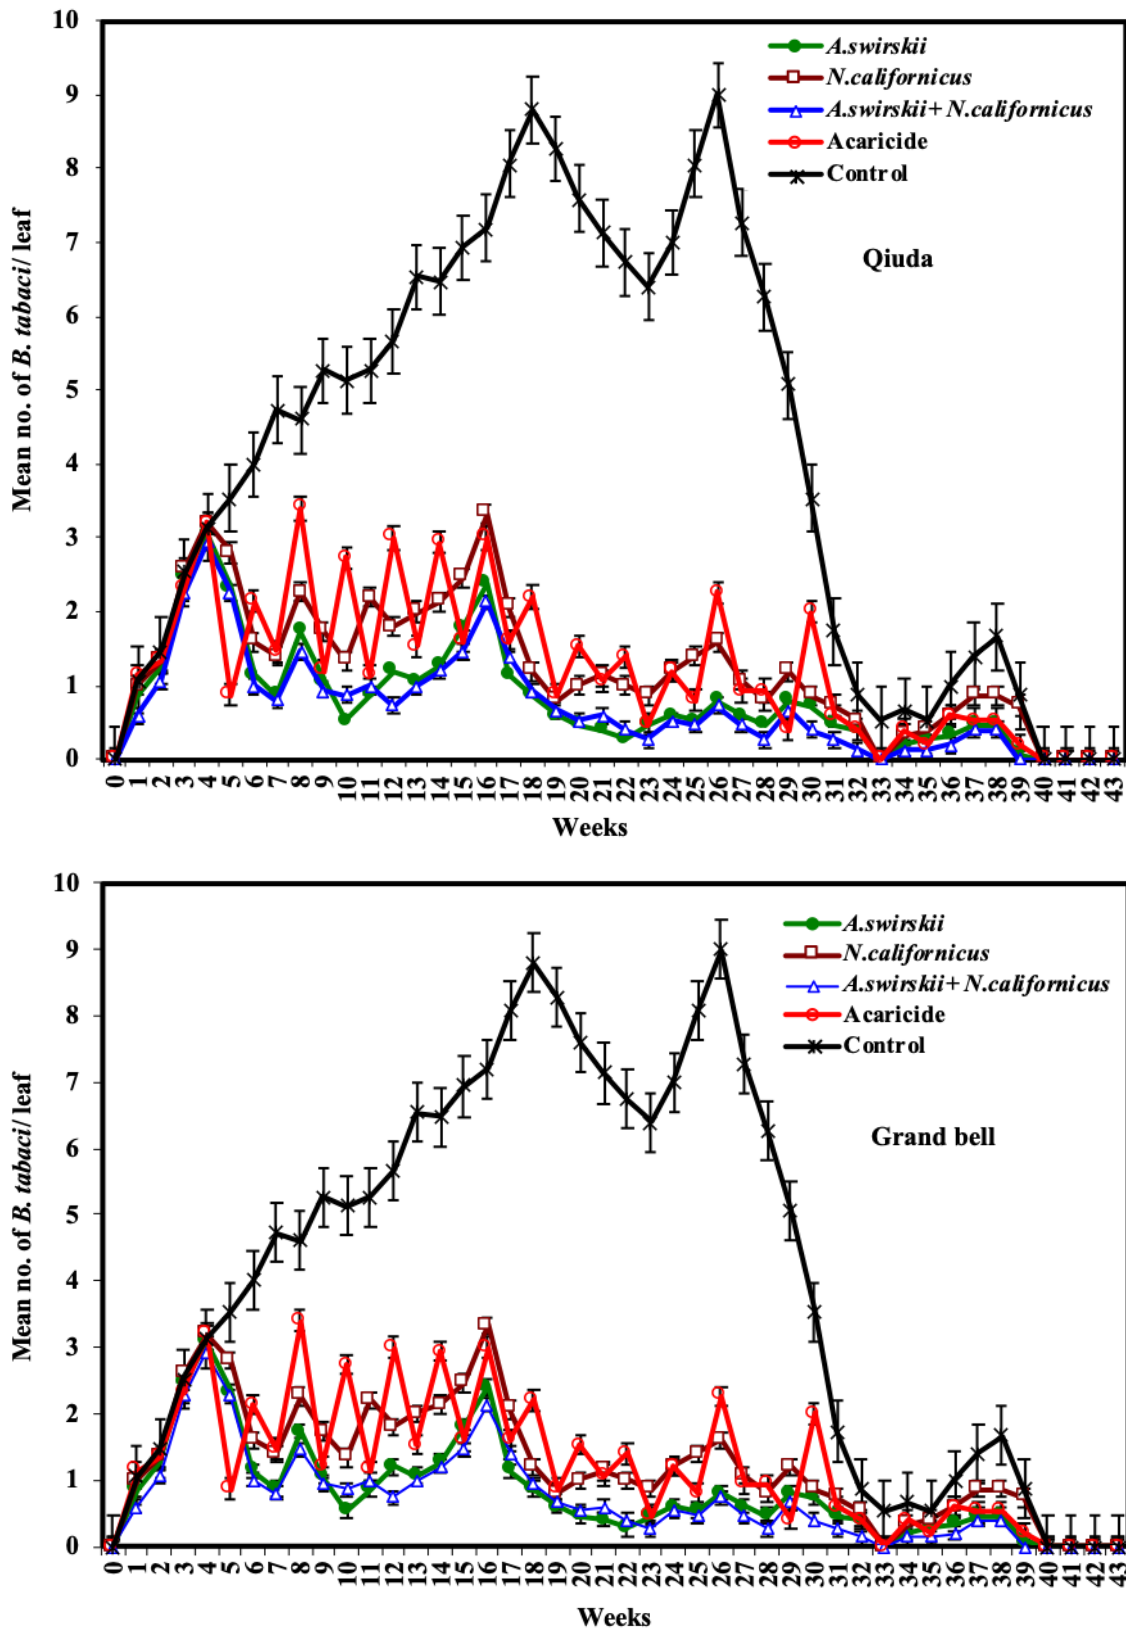 10
9
8
7
6
5
4
3
2
1
0
Mean no. of B. tabaci/ leaf
A.swirskii
N.californicus
A.swirskii+ N.californicus
Acaricide
Control
Qiuda
0 1 2 3 4 5 6 7 8 9 10 11 12 13 14 15 16 17 18 19 20 21 22 23 24 25 26 27 28 29 30 31 32 33 34 35 36 37 38 39 40 41 42 43
Weeks
10
9
8
7
6
5
4
3
2
1
0
Mean no. of B. tabaci/ leaf
A.swirskii
N.californicus
A.swirskii+ N.californicus
Acaricide
Control
Grand bell
0 1 2 3 4 5 6 7 8 9 10 11 12 13 14 15 16 17 18 19 20 21 22 23 24 25 26 27 28 29 30 31 32 33 34 35 36 37 38 39 40 41 42 43
Weeks